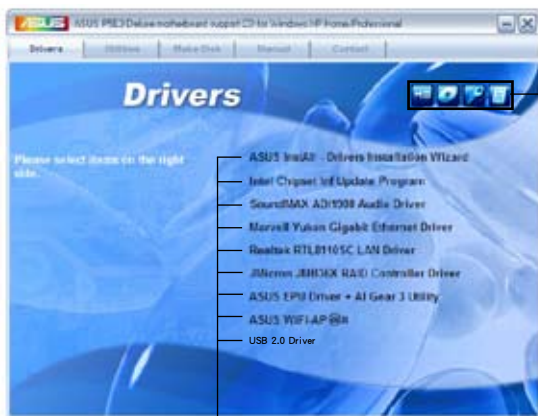 ASUS P5E3 Deluxe motherboard support CD for Windows XP Home/Professional
Drivers
Utilities
Make Disk
Manual
Contact
Drivers
Please select items on the right side.
ASUS InstAll - Drivers Installation Wizard
Intel Chipset Inf Update Program
SoundMAX ADI1988 Audio Driver
Marvell Yukon Gigabit Ethernet Driver
Realtek RTL8110SC LAN Driver
JMicron JMB36X RAID Controller Driver
ASUS EPU Driver + AI Gear 3 Utility
ASUS WIFI-AP @n
USB 2.0 Driver